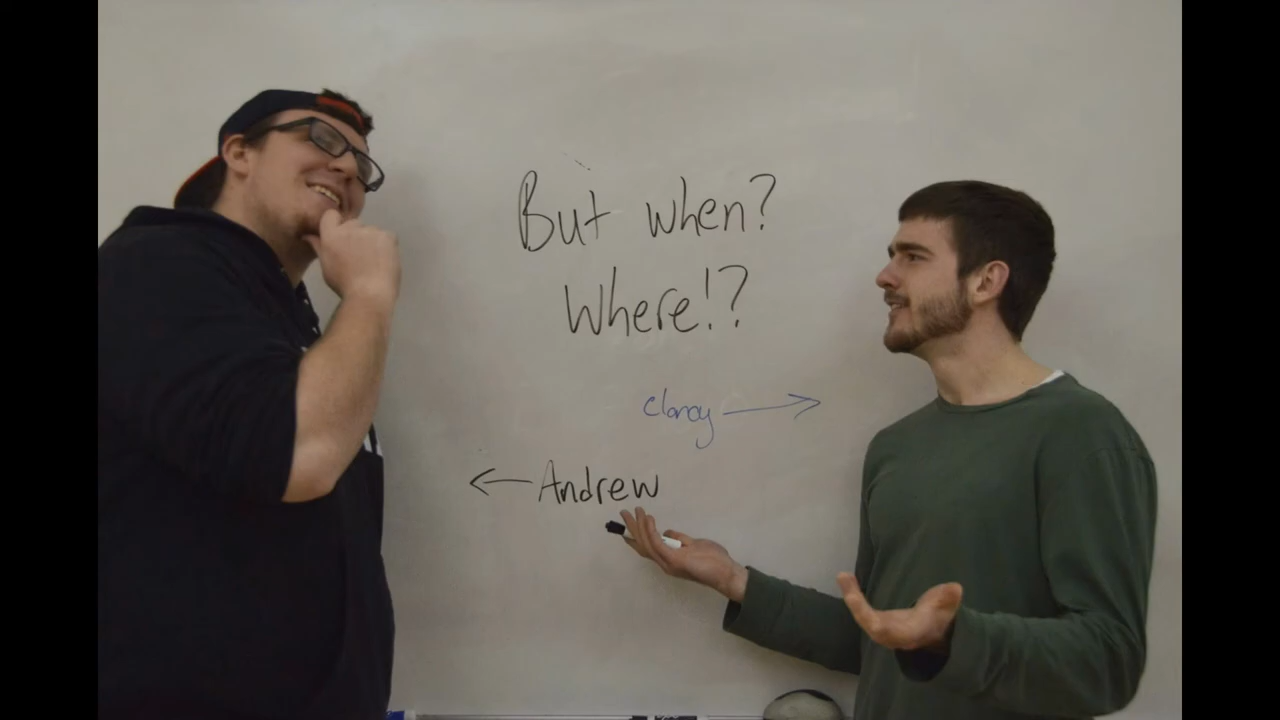 But when?
Where!?
Clancy →
← Andrew